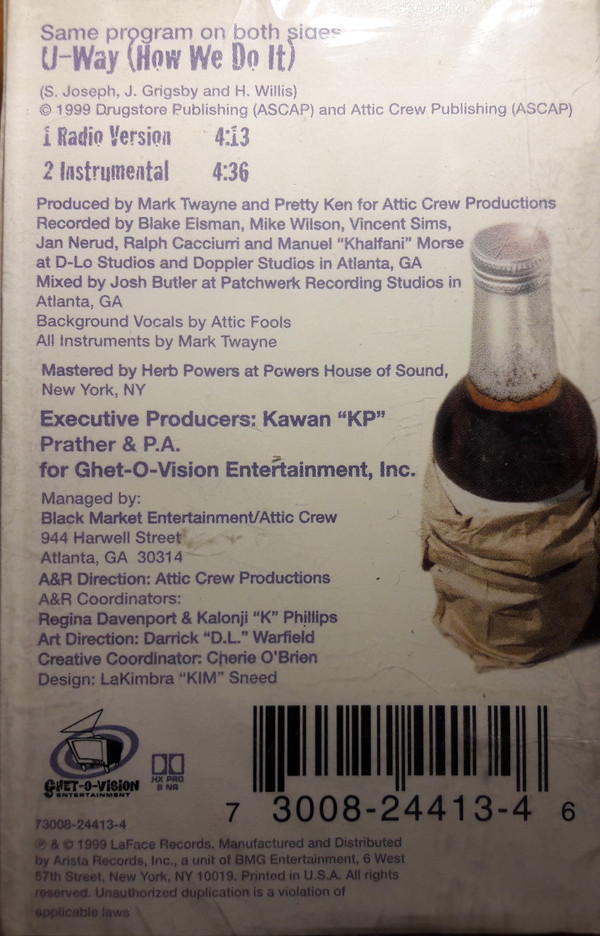 Same program on both sides
U-Way (How We Do It)
(S. Joseph, J. Grigsby and H. Willis)
© 1999 Drugstore Publishing (ASCAP) and Attic Crew Publishing (ASCAP)
1 Radio Version 4:13
2 Instrumental 4:36
Produced by Mark Twayne and Pretty Ken for Attic Crew Productions
Recorded by Blake Eisman, Mike Wilson, Vincent Sims,
Jan Nerud, Ralph Cacciurri and Manuel “Khalfani” Morse
at D-Lo Studios and Doppler Studios in Atlanta, GA
Mixed by Josh Butler at Patchwerk Recording Studios in
Atlanta, GA
Background Vocals by Attic Fools
All Instruments by Mark Twayne
Mastered by Herb Powers at Powers House of Sound,
New York, NY
Executive Producers: Kawan “KP”
Prather & P.A.
for Ghet-O-Vision Entertainment, Inc.
Managed by:
Black Market Entertainment/Attic Crew
944 Harwell Street
Atlanta, GA 30314
A&R Direction: Attic Crew Productions
A&R Coordinators:
Regina Davenport & Kalonji “K” Phillips
Art Direction: Darrick “D.L.” Warfield
Creative Coordinator: Cherie O'Brien
Design: LaKimbra “KIM” Sneed
GHET-O-VISION
ENTERTAINMENT
HX PRO
B NR
7 3008-24413-4 6
73008-24413-4
℗ & © 1999 LaFace Records. Manufactured and Distributed
by Arista Records, Inc., a unit of BMG Entertainment, 6 West
57th Street, New York, NY 10019. Printed in U.S.A. All rights
reserved. Unauthorized duplication is a violation of
applicable laws